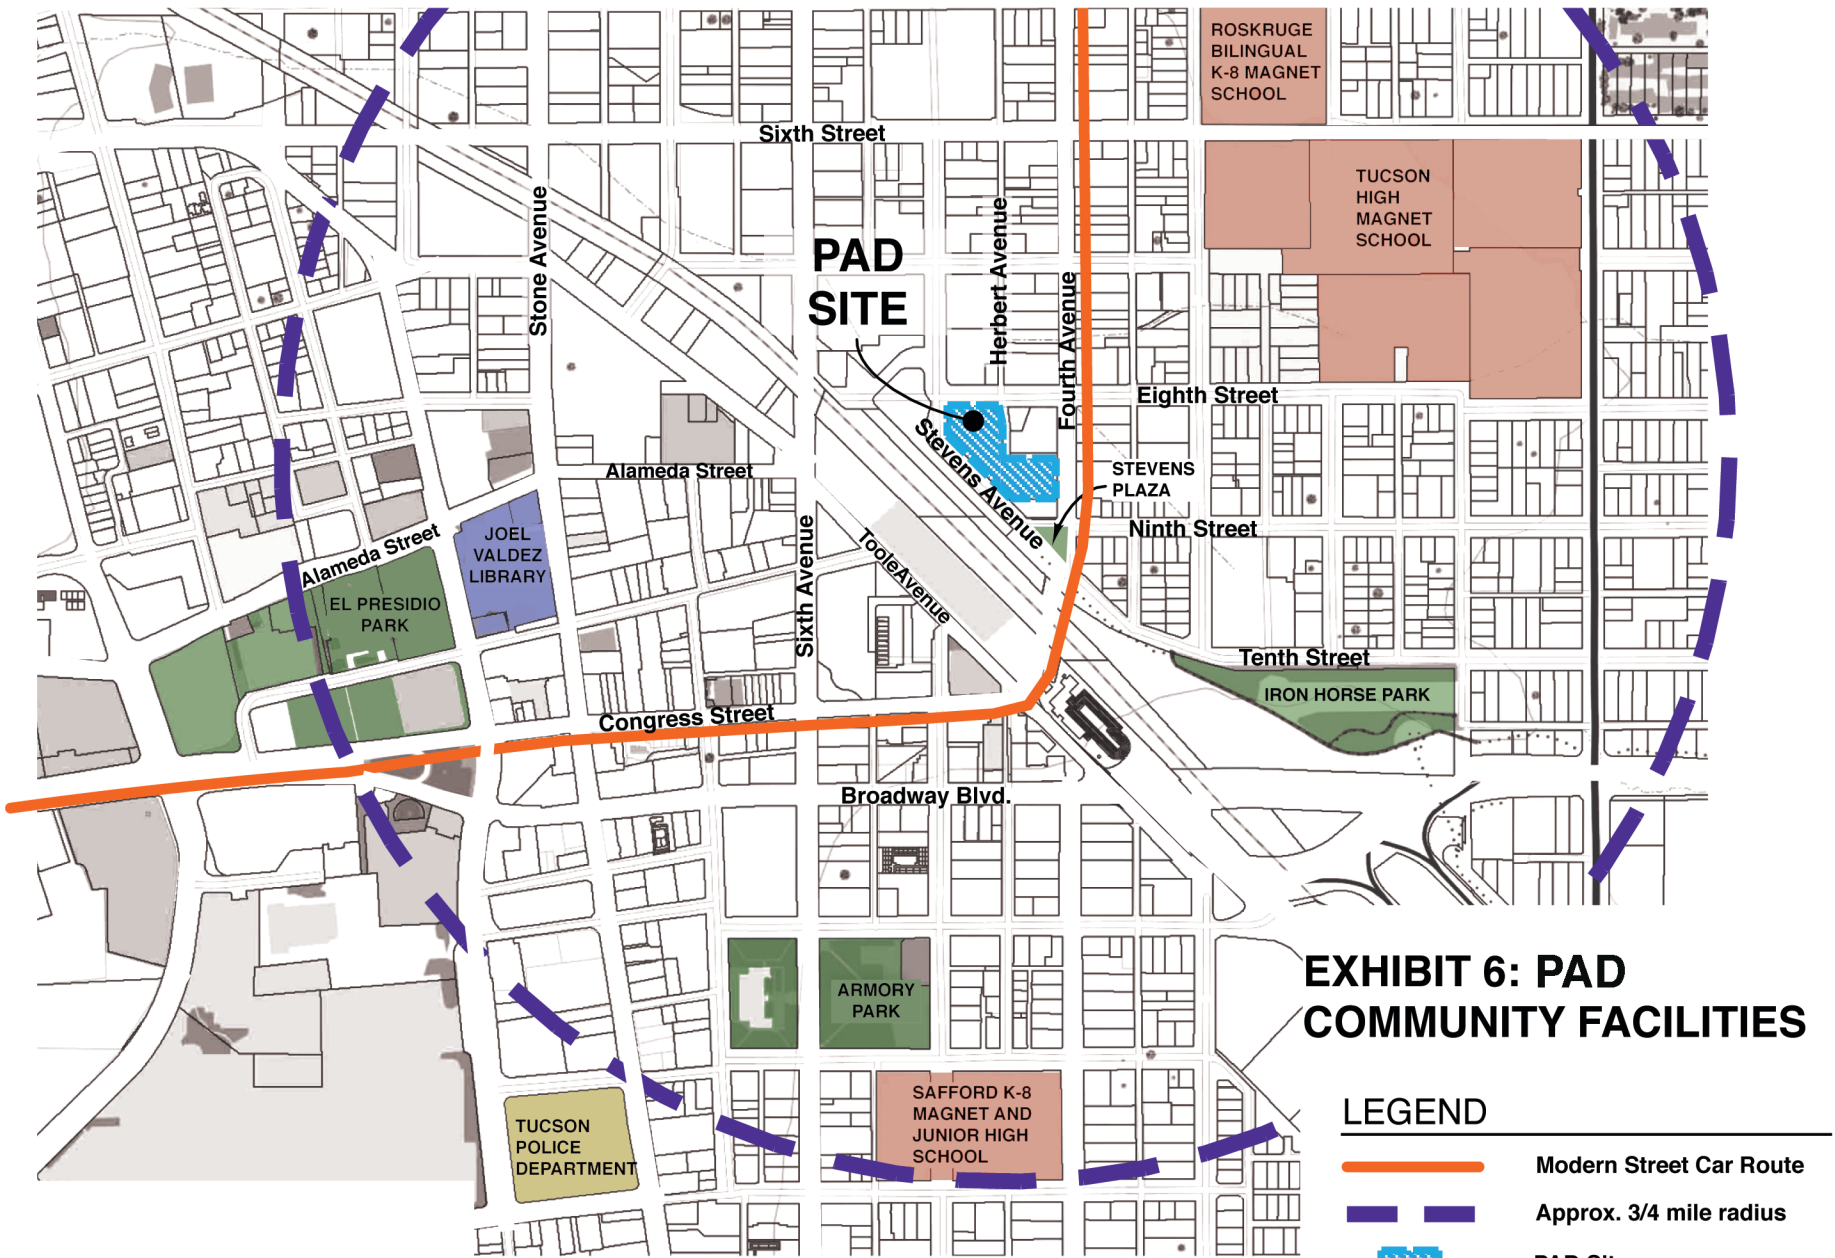 ROSKRUGE
BILINGUAL
K-8 MAGNET
SCHOOL
Sixth Street
TUCSON
HIGH
MAGNET
SCHOOL
Stone Avenue
PAD
SITE
Herbert Avenue
Fourth Avenue
Eighth Street
Stevens Avenue
Alameda Street
STEVENS
PLAZA
Ninth Street
JOEL
VALDEZ
LIBRARY
Alameda Street
EL PRESIDIO
PARK
Sixth Avenue
TooleAvenue
Tenth Street
IRON HORSE PARK
Congress Street
Broadway Blvd.
ARMORY
PARK
EXHIBIT 6: PAD
COMMUNITY FACILITIES
SAFFORD K-8
MAGNET AND
JUNIOR HIGH
SCHOOL
TUCSON
POLICE
DEPARTMENT
LEGEND
Modern Street Car Route
Approx. 3/4 mile radius